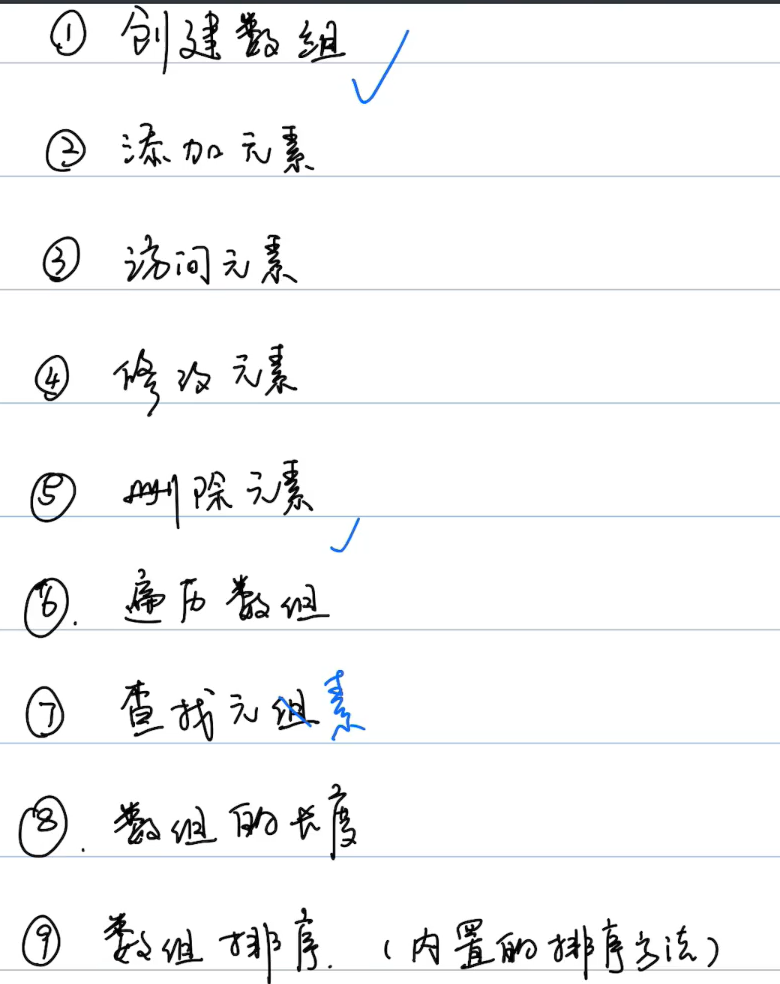 ① 创建数组
② 添加元素
③ 访问元素
④ 修改元素
⑤ 删除元素
⑥. 遍历数组
⑦ 查找元素
⑧. 数组的长度
⑨ 数组排序.（内置的排序方法）